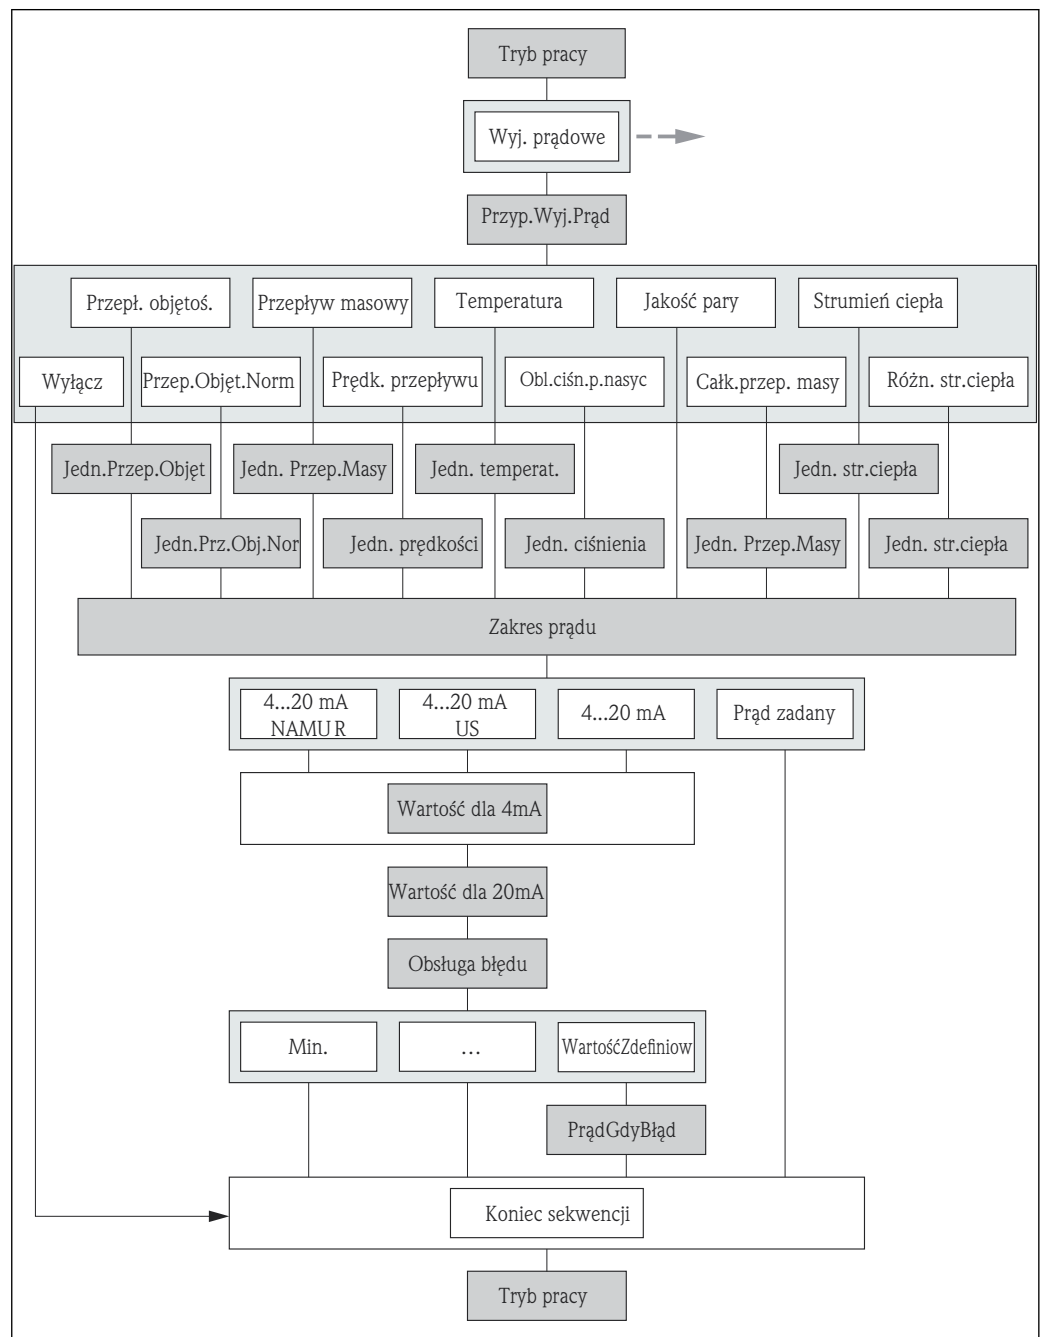 Tryb pracy
Wyj. prądowe
Przyp.Wyj.Prąd
Przepł. objętoś.
Przepływ masowy
Temperatura
Jakość pary
Strumień ciepła
Wyłącz
Przep.Objęt.Norm
Prędk. przepływu
Obl.ciśn.p.nasyc
Całk.przep. masy
Różn. str.ciepła
Jedn.Przep.Objęt
Jedn. Przep.Masy
Jedn. temperat.
Jedn. str.ciepła
Jedn.Prz.Obj.Nor
Jedn. prędkości
Jedn. ciśnienia
Jedn. Przep.Masy
Jedn. str.ciepła
Zakres prądu
4...20 mA
NAMUR
4...20 mA
US
4...20 mA
Prąd zadany
Wartość dla 4mA
Wartość dla 20mA
Obsługa błędu
Min.
...
WartośćZdefiniow
PrądGdyBłąd
Koniec sekwencji
Tryb pracy